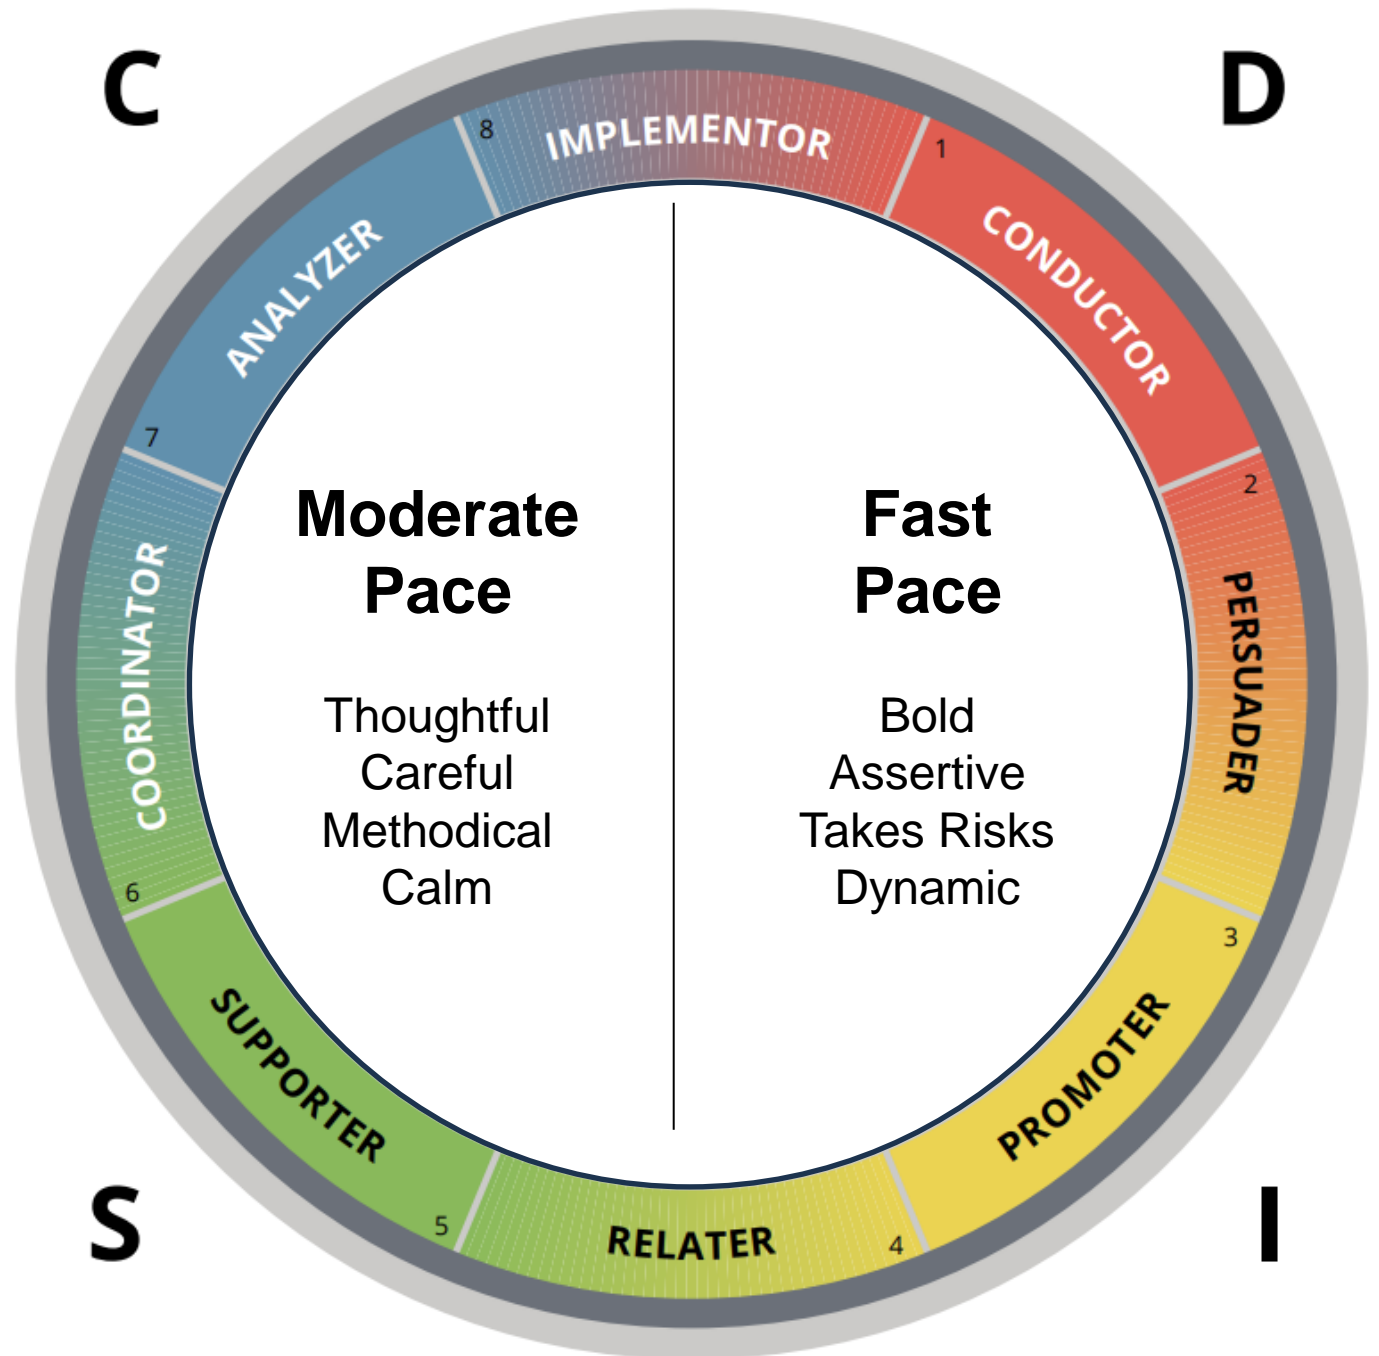 C
D
8
IMPLEMENTOR
1
CONDUCTOR
2
PERSUADER
3
PROMOTER
4
RELATER
5
SUPPORTER
6
COORDINATOR
7
ANALYZER
Moderate
Pace
Thoughtful
Careful
Methodical
Calm
Fast
Pace
Bold
Assertive
Takes Risks
Dynamic
S
I